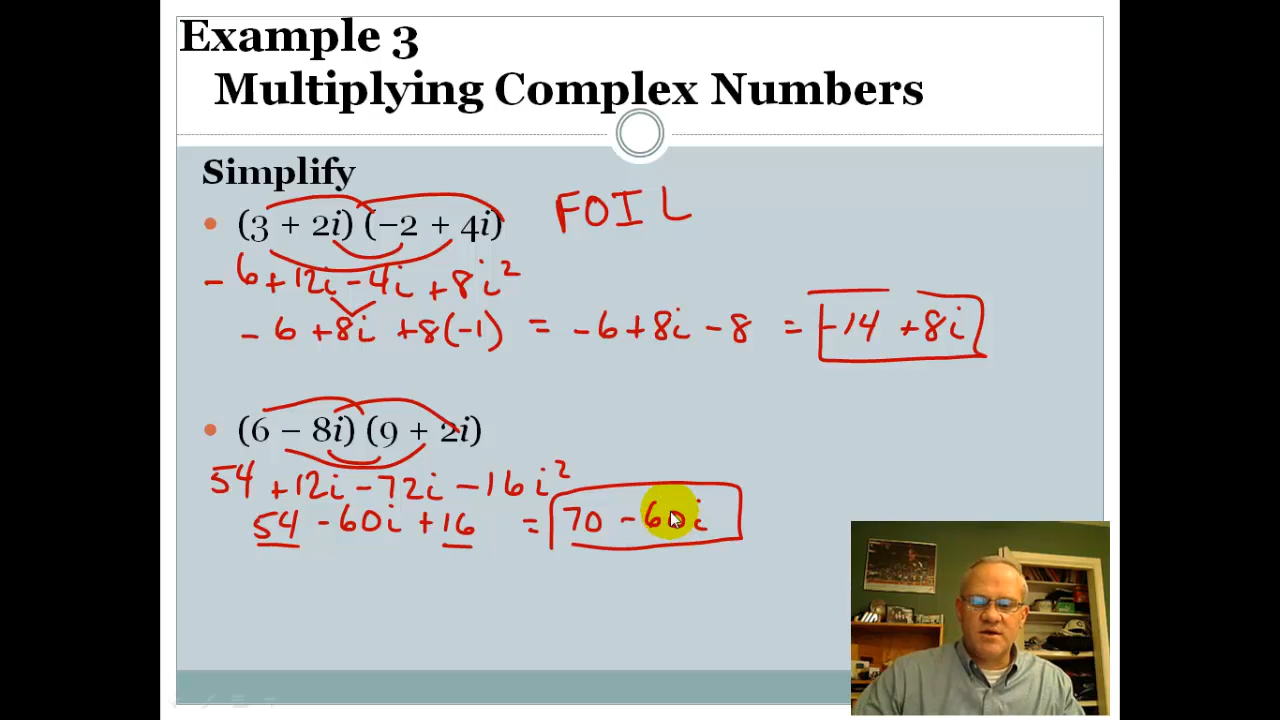 Example 3
Multiplying Complex Numbers
Simplify
• (3 + 2i) (−2 + 4i) FOIL
-6 + 12i - 4i + 8i²
-6 + 8i + 8(-1) = -6 + 8i - 8 = -14 + 8i
• (6 − 8i) (9 + 2i)
54 + 12i - 72i - 16i²
54 - 60i + 16 = 70 - 60i